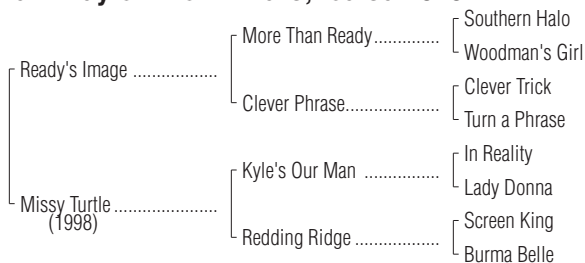 Southern Halo
More Than Ready
Woodman's Girl
Ready's Image
Clever Trick
Clever Phrase
Turn a Phrase
In Reality
Kyle's Our Man
Lady Donna
Missy Turtle
(1998)
Screen King
Redding Ridge
Burma Belle